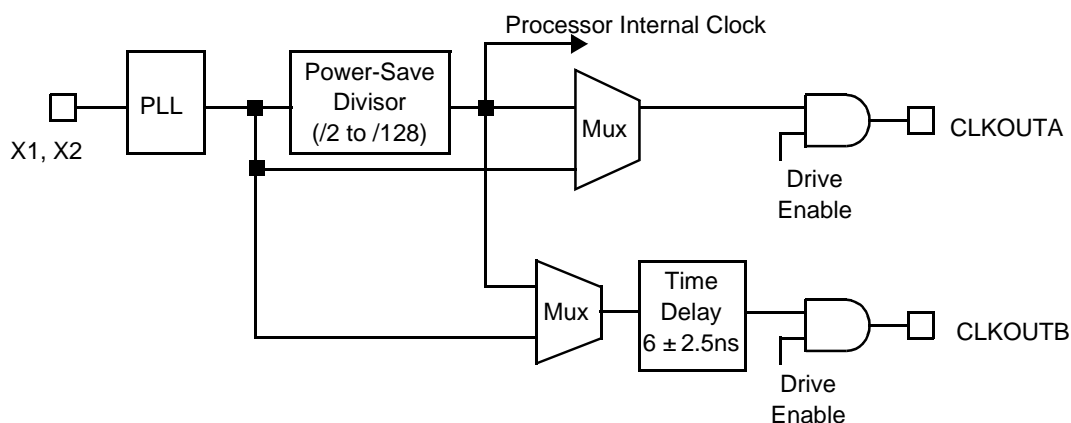 Processor Internal Clock
X1, X2
PLL
Power-Save
Divisor
(/2 to /128)
Mux
Drive
Enable
CLKOUTA
Mux
Time
Delay
6 ± 2.5ns
Drive
Enable
CLKOUTB